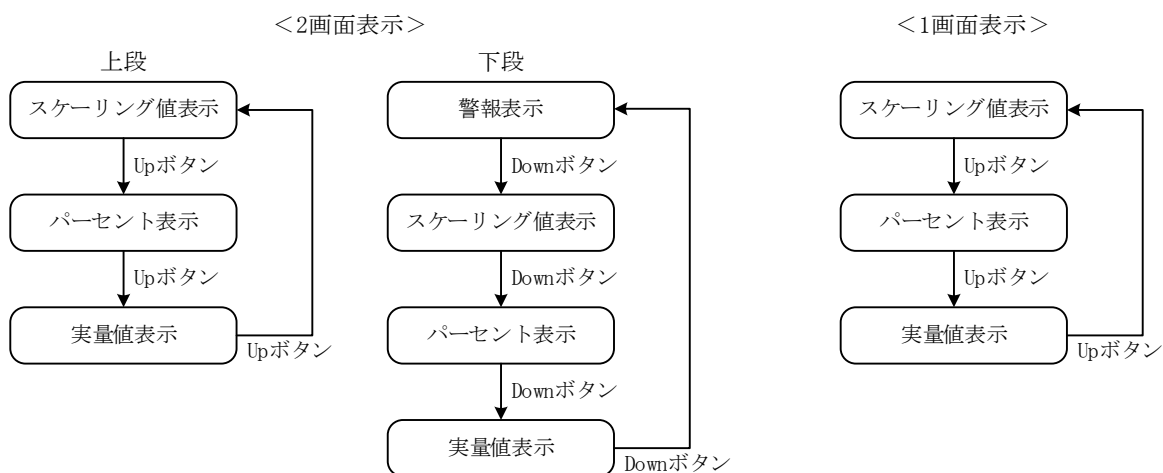 <2画面表示>
上段
スケーリング値表示
Upボタン
パーセント表示
Upボタン
実量値表示
Upボタン
下段
警報表示
Downボタン
スケーリング値表示
Downボタン
パーセント表示
Downボタン
実量値表示
Downボタン
<1画面表示>
スケーリング値表示
Upボタン
パーセント表示
Upボタン
実量値表示
Upボタン